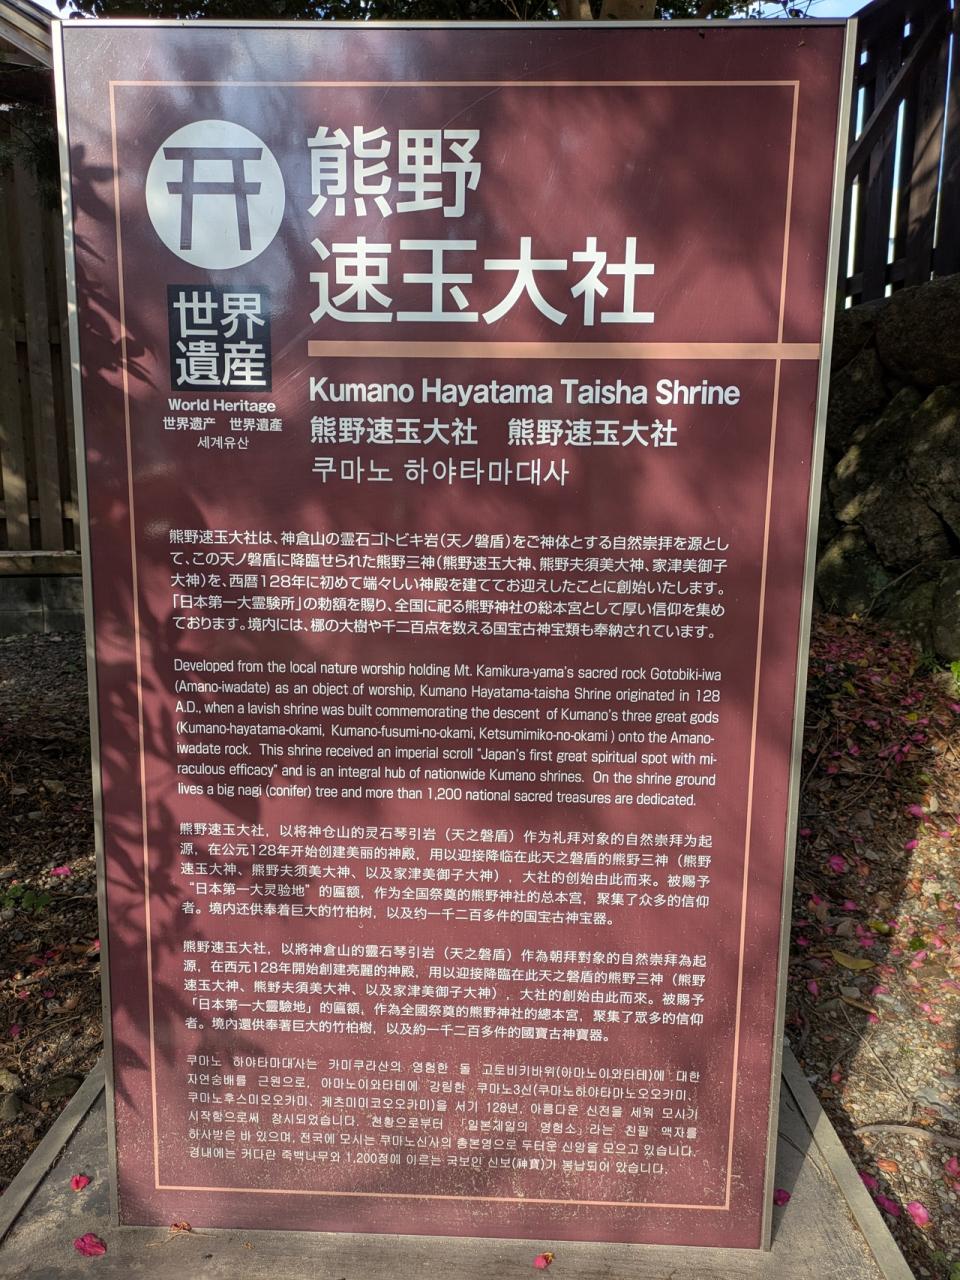 熊野
速玉大社
世界
遺産
World Heritage
世界遗产 世界遺產
세계유산
Kumano Hayatama Taisha Shrine
熊野速玉大社 熊野速玉大社
쿠마노 하야타마대사
熊野速玉大社は、神倉山の霊石ゴトビキ岩(天ノ磐盾)をご神体とする自然崇拝を源とし
て、この天ノ磐盾に降臨せられた熊野三神(熊野速玉大神、熊野夫須美大神、家津美御子
大神)を、西暦128年に初めて端々しい神殿を建ててお迎えしたことに創始いたします。
「日本第一大霊験所」の勅額を賜り、全国に祀る熊野神社の総本宮として厚い信仰を集め
ております。境内には、梛の大樹や千二百点を数える国宝古神宝類も奉納されています。
Developed from the local nature worship holding Mt. Kamikura-yama's sacred rock Gotobiki-iwa
(Amano-iwadate) as an object of worship, Kumano Hayatama-taisha Shrine originated in 128
A.D., when a lavish shrine was built commemorating the descent of Kumano's three great gods
(Kumano-hayatama-okami, Kumano-fusumi-no-okami, Ketsumimiko-no-okami ) onto the Amano-
iwadate rock. This shrine received an imperial scroll "Japan's first great spiritual spot with mi-
raculous efficacy" and is an integral hub of nationwide Kumano shrines. On the shrine ground
lives a big nagi (conifer) tree and more than 1,200 national sacred treasures are dedicated.
熊野速玉大社，以将神仓山的灵石琴引岩（天之磐盾）作为礼拜对象的自然崇拜为起
源，在公元128年开始创建美丽的神殿，用以迎接降临在此天之磐盾的熊野三神（熊野
速玉大神、熊野夫须美大神、以及家津美御子大神），大社的创始由此而来。被赐予
“日本第一大灵验地”的匾额，作为全国祭奠的熊野神社的总本宫，聚集了众多的信仰
者。境内还供奉着巨大的竹柏树，以及约一千二百多件的国宝古神宝器。
熊野速玉大社，以將神倉山的靈石琴引岩（天之磐盾）作為朝拜對象的自然崇拜為起
源，在西元128年開始創建亮麗的神殿，用以迎接降臨在此天之磐盾的熊野三神（熊野
速玉大神、熊野夫須美大神、以及家津美御子大神），大社的創始由此而來。被賜予
「日本第一大靈驗地」的匾額，作為全國祭奠的熊野神社的總本宮，聚集了眾多的信仰
者。境內還供奉著巨大的竹柏樹，以及約一千二百多件的國寶古神寶器。
쿠마노 하야타마대사는 카미쿠라산의 영험한 돌 고토비키바위(아마노이와타테)에 대한
자연숭배를 근원으로, 아마노이와타테에 강림한 쿠마노3신(쿠마노하야타마노오오카미,
쿠마노후스미오오카미, 케츠미미코오오카미)을 서기 128년, 아름다운 신전을 세워 모시기
시작함으로써 창시되었습니다. 천황으로부터 「일본제일의 영험소」라는 친필 액자를
하사받은 바 있으며, 전국에 모시는 쿠마노신사의 총본영으로 두터운 신앙을 모으고 있습니다.
경내에는 커다란 죽백나무와 1,200점에 이르는 국보인 신보(神寶)가 봉납되어 있습니다.